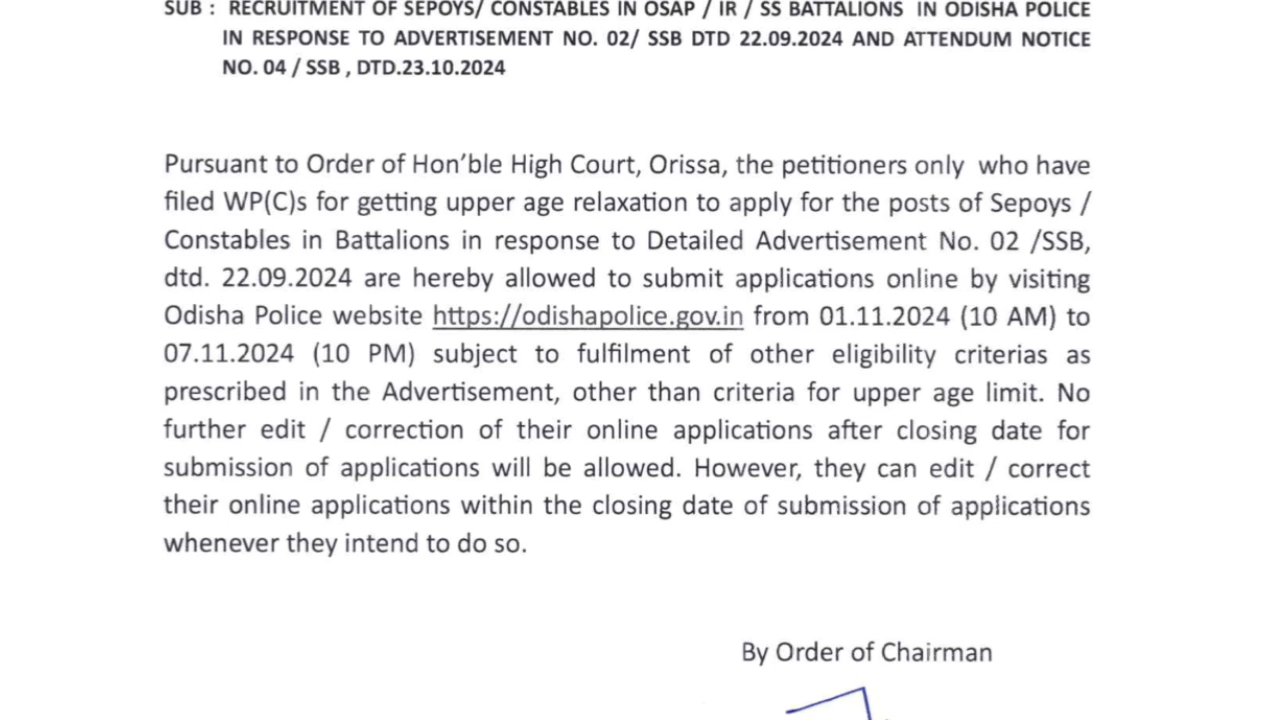 SUB : RECRUITMENT OF SEPOYS/ CONSTABLES IN OSAP / IR / SS BATTALIONS IN ODISHA POLICE
IN RESPONSE TO ADVERTISEMENT NO. 02/ SSB DTD 22.09.2024 AND ATTENDUM NOTICE
NO. 04 / SSB , DTD.23.10.2024
Pursuant to Order of Hon'ble High Court, Orissa, the petitioners only who have
filed WP(C)s for getting upper age relaxation to apply for the posts of Sepoys /
Constables in Battalions in response to Detailed Advertisement No. 02 /SSB,
dtd. 22.09.2024 are hereby allowed to submit applications online by visiting
Odisha Police website https://odishapolice.gov.in from 01.11.2024 (10 AM) to
07.11.2024 (10 PM) subject to fulfilment of other eligibility criterias as
prescribed in the Advertisement, other than criteria for upper age limit. No
further edit / correction of their online applications after closing date for
submission of applications will be allowed. However, they can edit / correct
their online applications within the closing date of submission of applications
whenever they intend to do so.
By Order of Chairman